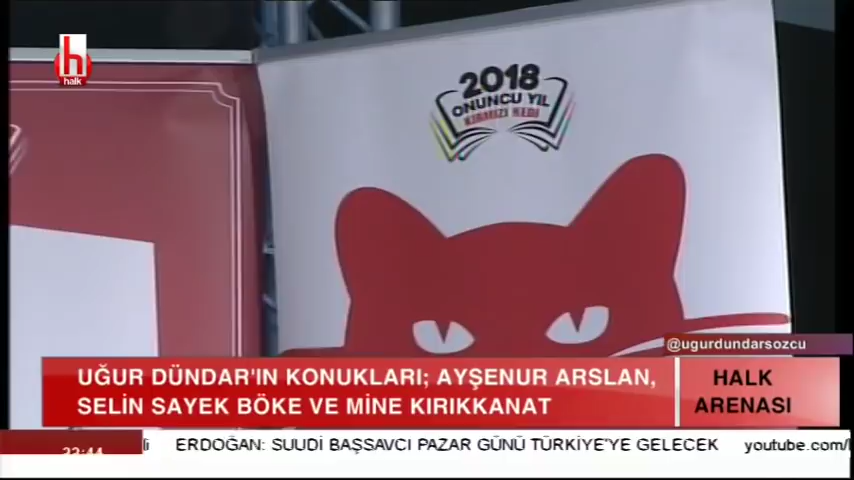 h
halk
2018
ONUNCU YIL
KIRMIZI KEDİ
@ugurdundarsozcu
UĞUR DÜNDAR'IN KONUKLARI; AYŞENUR ARSLAN,
SELİN SAYEK BÖKE VE MİNE KIRIKKANAT
HALK
ARENASI
ERDOĞAN: SUUDİ BAŞSAVCI PAZAR GÜNÜ TÜRKİYE'YE GELECEK
youtube.com/